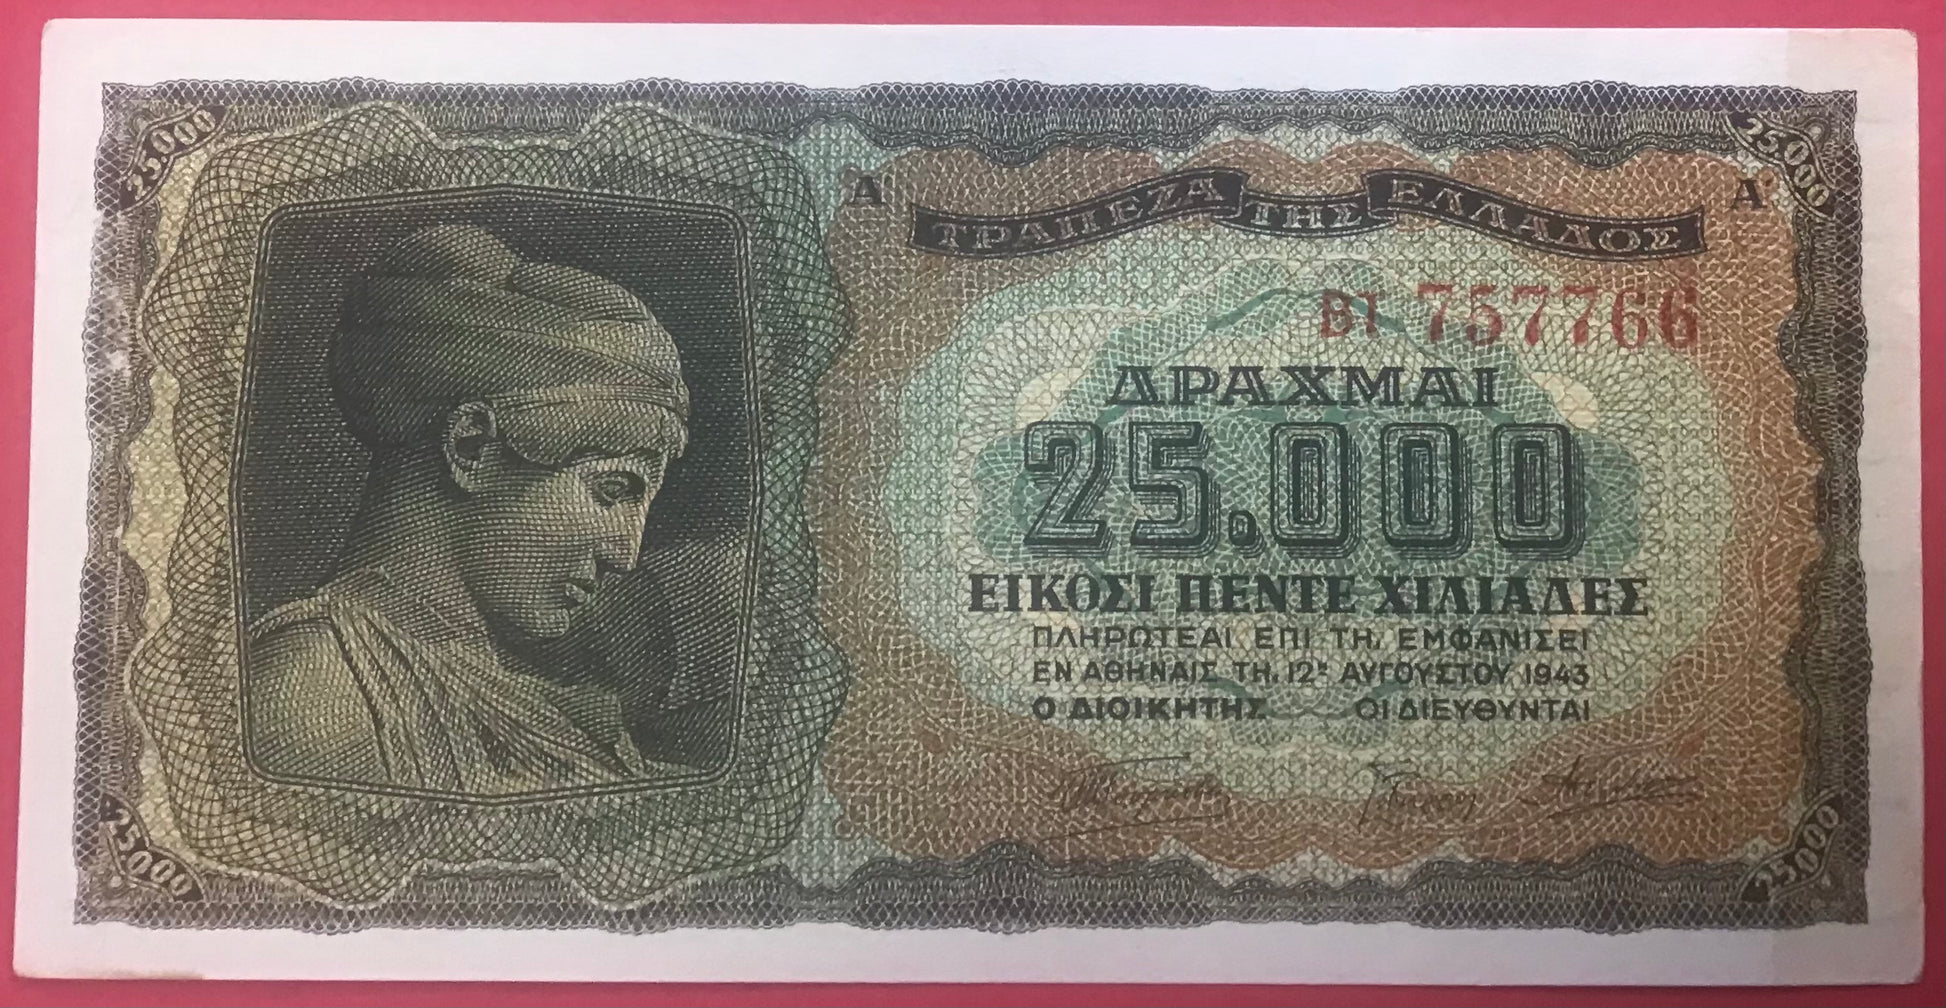 25.000
25.000
Α Α
ΤΡΑΠΕΖΑ ΤΗΣ ΕΛΛΑΔΟΣ
ΒΙ 757766
ΔΡΑΧΜΑΙ
25.000
ΕΙΚΟΣΙ ΠΕΝΤΕ ΧΙΛΙΑΔΕΣ
ΠΛΗΡΩΤΕΑΙ ΕΠΙ ΤΗ, ΕΜΦΑΝΙΣΕΙ
ΕΝ ΑΘΗΝΑΙΣ ΤΗ, 12ῃ ΑΥΓΟΥΣΤΟΥ 1943
Ο ΔΙΟΙΚΗΤΗΣ ΟΙ ΔΙΕΥΘΥΝΤΑΙ
25.000
25.000